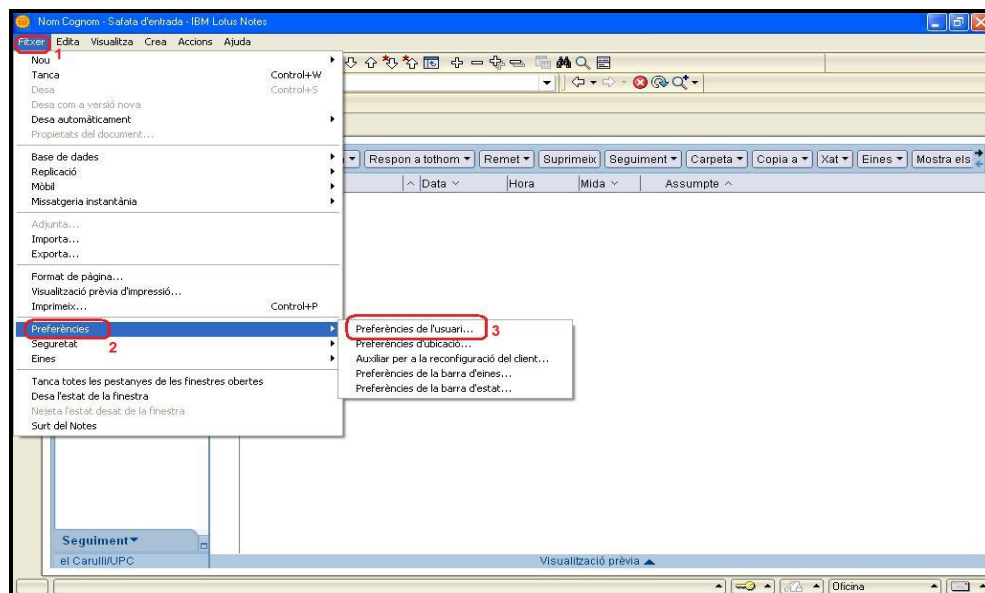 Nom Cognom - Safata d'entrada - IBM Lotus Notes
Fitxer Edita Visualitza Crea Accions Ajuda
1
Nou
Tanca Control+W
Desa Control+S
Desa com a versió nova
Desa automàticament
Propietats del document...
Base de dades
Replicació
Mòbil
Missatgeria instantània
Adjunta...
Importa...
Exporta...
Format de pàgina...
Visualització prèvia d'impressió...
Imprimeix... Control+P
Preferències
2
Seguretat
Eines
Tanca totes les pestanyes de les finestres obertes
Desa l'estat de la finestra
Nejeta l'estat desat de la finestra
Surt del Notes
Respon a tothom Remet Suprimeix Seguiment Carpeta Copia a Xat Eines Mostra els
Data Hora Mida Assumpte
Preferències de l'usuari... 3
Preferències d'ubicació...
Auxiliar per a la reconfiguració del client...
Preferències de la barra d'eines...
Preferències de la barra d'estat...
Seguiment
el Carulli/UPC
Visualització prèvia
Oficina